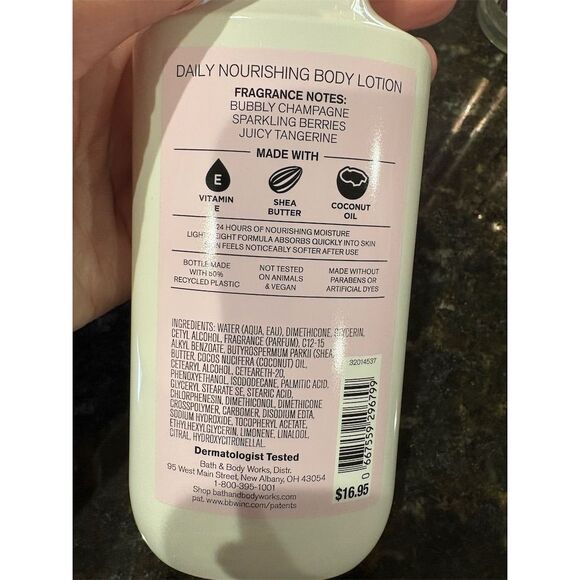 DAILY NOURISHING BODY LOTION
FRAGRANCE NOTES:
BUBBLY CHAMPAGNE
SPARKLING BERRIES
JUICY TANGERINE
MADE WITH
E
VITAMIN
E
SHEA
BUTTER
COCONUT
OIL
24 HOURS OF NOURISHING MOISTURE
LIGHTWEIGHT FORMULA ABSORBS QUICKLY INTO SKIN
FEELS NOTICEABLY SOFTER AFTER USE
BOTTLE MADE
WITH 50%
RECYCLED PLASTIC
NOT TESTED
ON ANIMALS
& VEGAN
MADE WITHOUT
PARABENS OR
ARTIFICIAL DYES
INGREDIENTS: WATER (AQUA, EAU), DIMETHICONE, GLYCERIN,
CETYL ALCOHOL, FRAGRANCE (PARFUM), C12-15
ALKYL BENZOATE, BUTYROSPERMUM PARKII (SHEA)
BUTTER, COCOS NUCIFERA (COCONUT) OIL,
CETEARYL ALCOHOL, CETEARETH-20,
PHENOXYETHANOL, ISODODECANE, PALMITIC ACID,
GLYCERYL STEARATE SE, STEARIC ACID,
CHLORPHENESIN, DIMETHICONOL, DIMETHICONE
CROSSPOLYMER, CARBOMER, DISODIUM EDTA,
SODIUM HYDROXIDE, TOCOPHERYL ACETATE,
ETHYLHEXYLGLYCERIN, LIMONENE, LINALOOL,
CITRAL, HYDROXYCITRONELLAL.
32014537
0 667559 296799
$16.95
Dermatologist Tested
Bath & Body Works, Distr.
95 West Main Street, New Albany, OH 43054
1-800-395-1001
Shop bathandbodyworks.com
www.bbwinc.com/patents